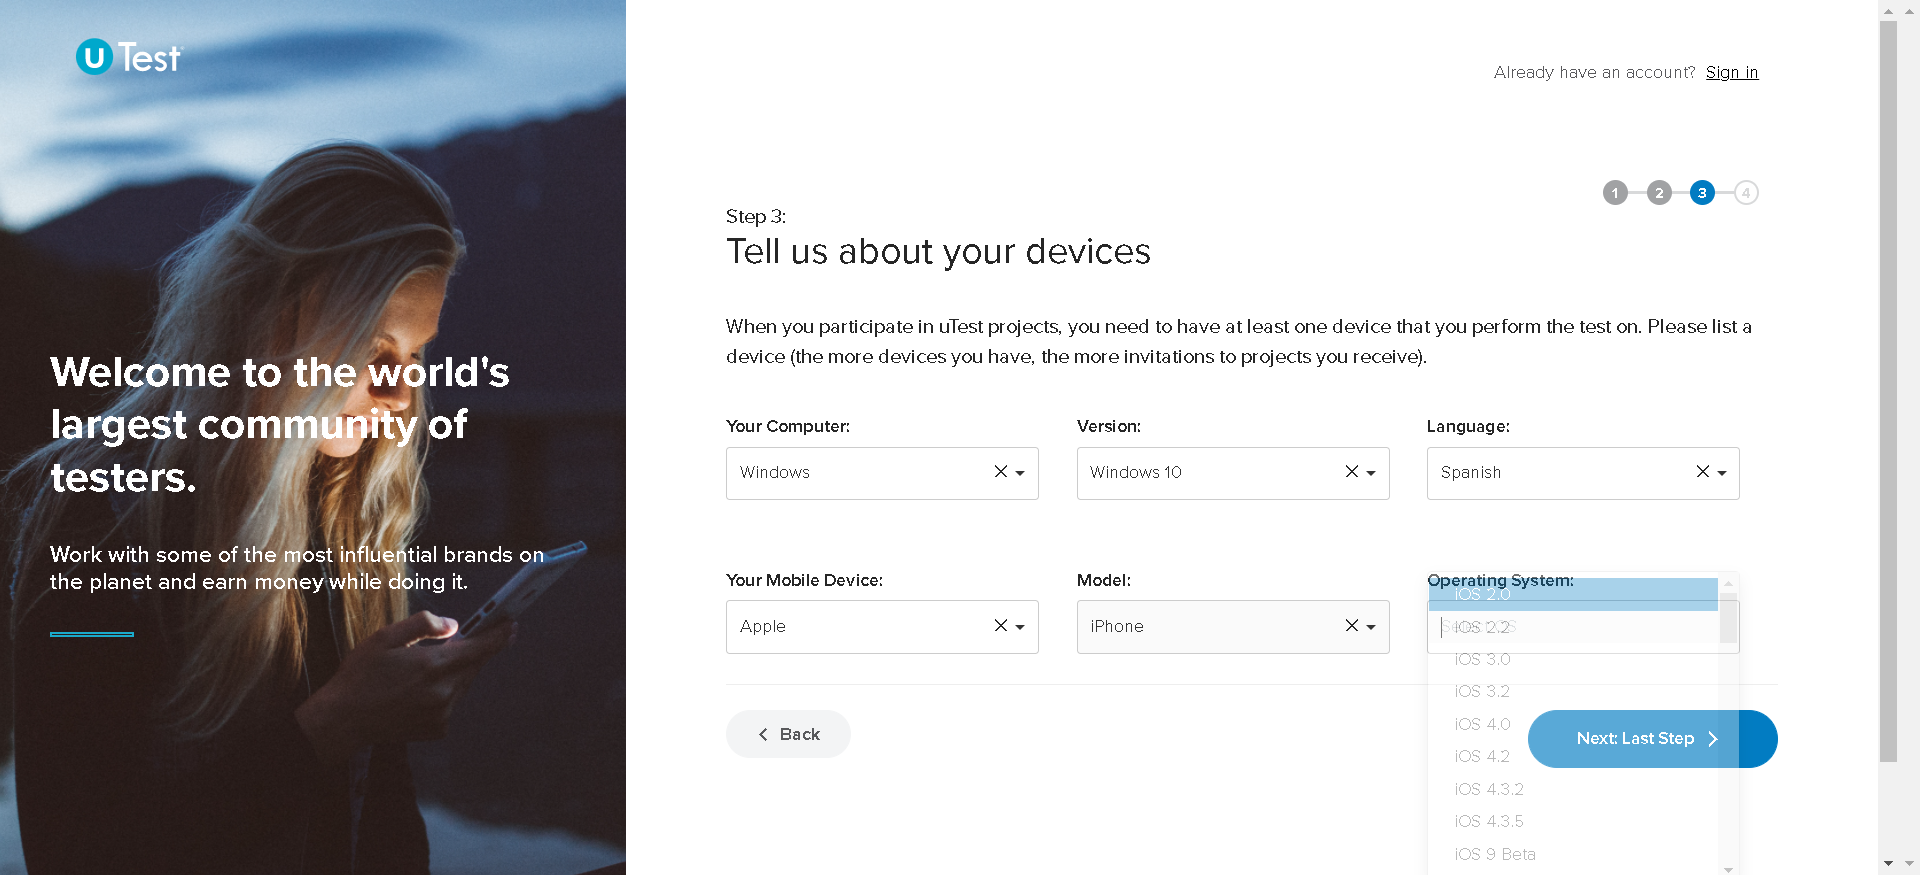 U Test
Already have an account? Sign in
1 2 3 4
Step 3:
Tell us about your devices
When you participate in uTest projects, you need to have at least one device that you perform the test on. Please list a
device (the more devices you have, the more invitations to projects you receive).
Welcome to the world's
largest community of
testers.
Work with some of the most influential brands on
the planet and earn money while doing it.
Your Computer: Version: Language:
Windows Windows 10 Spanish
Your Mobile Device: Model: Operating System:
iOS 2.0
Apple iPhone Select OS
iOS 2.2
iOS 3.0
iOS 3.2
iOS 4.0
Back Next: Last Step
iOS 4.2
iOS 4.3.2
iOS 4.3.5
iOS 9 Beta